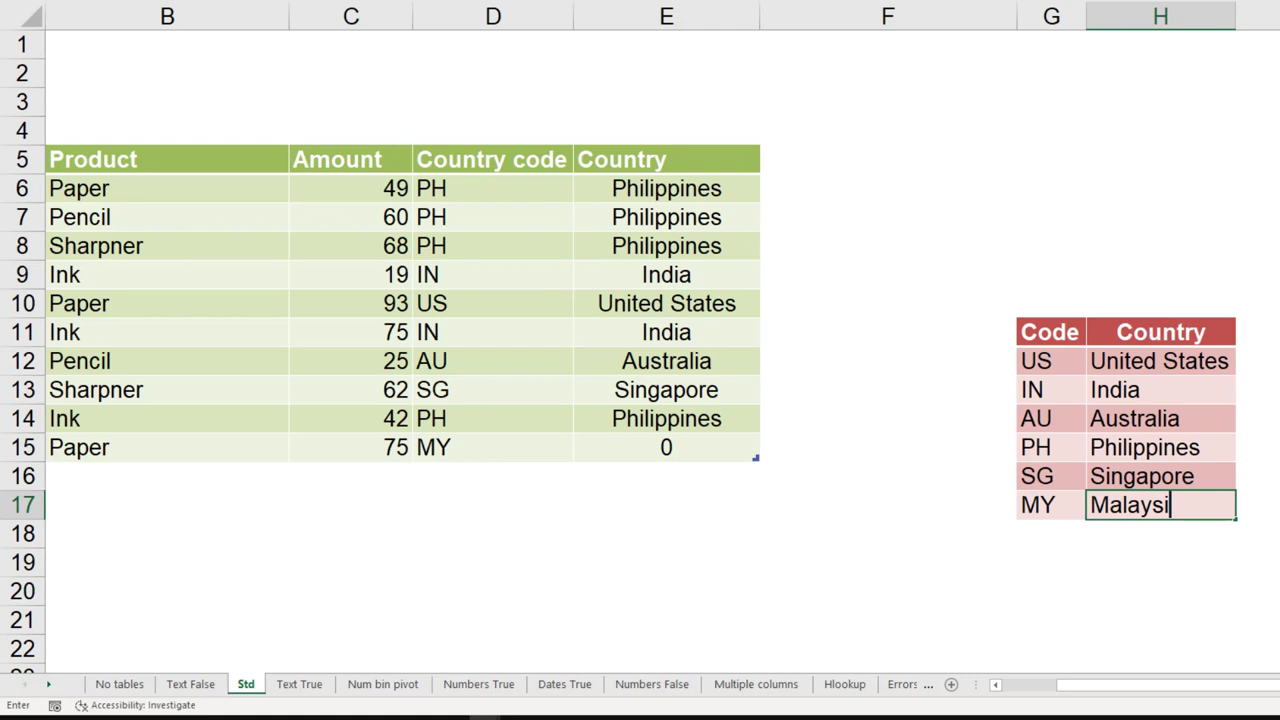 B C D E F G H
1
2
3
4
5 Product Amount Country code Country
6 Paper 49 PH Philippines
7 Pencil 60 PH Philippines
8 Sharpner 68 PH Philippines
9 Ink 19 IN India
10 Paper 93 US United States
11 Ink 75 IN India Code Country
12 Pencil 25 AU Australia US United States
13 Sharpner 62 SG Singapore IN India
14 Ink 42 PH Philippines AU Australia
15 Paper 75 MY 0 PH Philippines
16 SG Singapore
17 MY Malaysi
18
19
20
21
22
No tables Text False Std Text True Num bin pivot Numbers True Dates True Numbers False Multiple columns Hlookup Errors ...
Enter Accessibility: Investigate